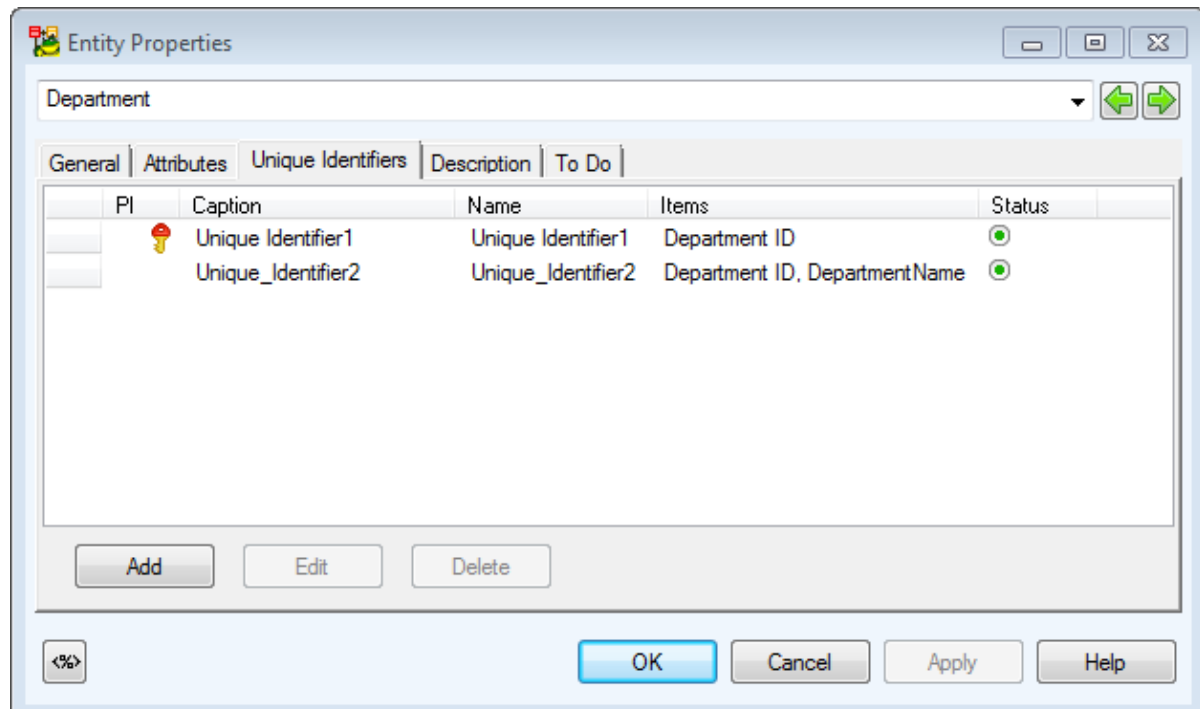 Entity Properties
Department
General Attributes Unique Identifiers Description To Do
PI Caption Name Items Status
Unique Identifier1 Unique Identifier1 Department ID
Unique_Identifier2 Unique_Identifier2 Department ID, DepartmentName
Add Edit Delete
<%> OK Cancel Apply Help